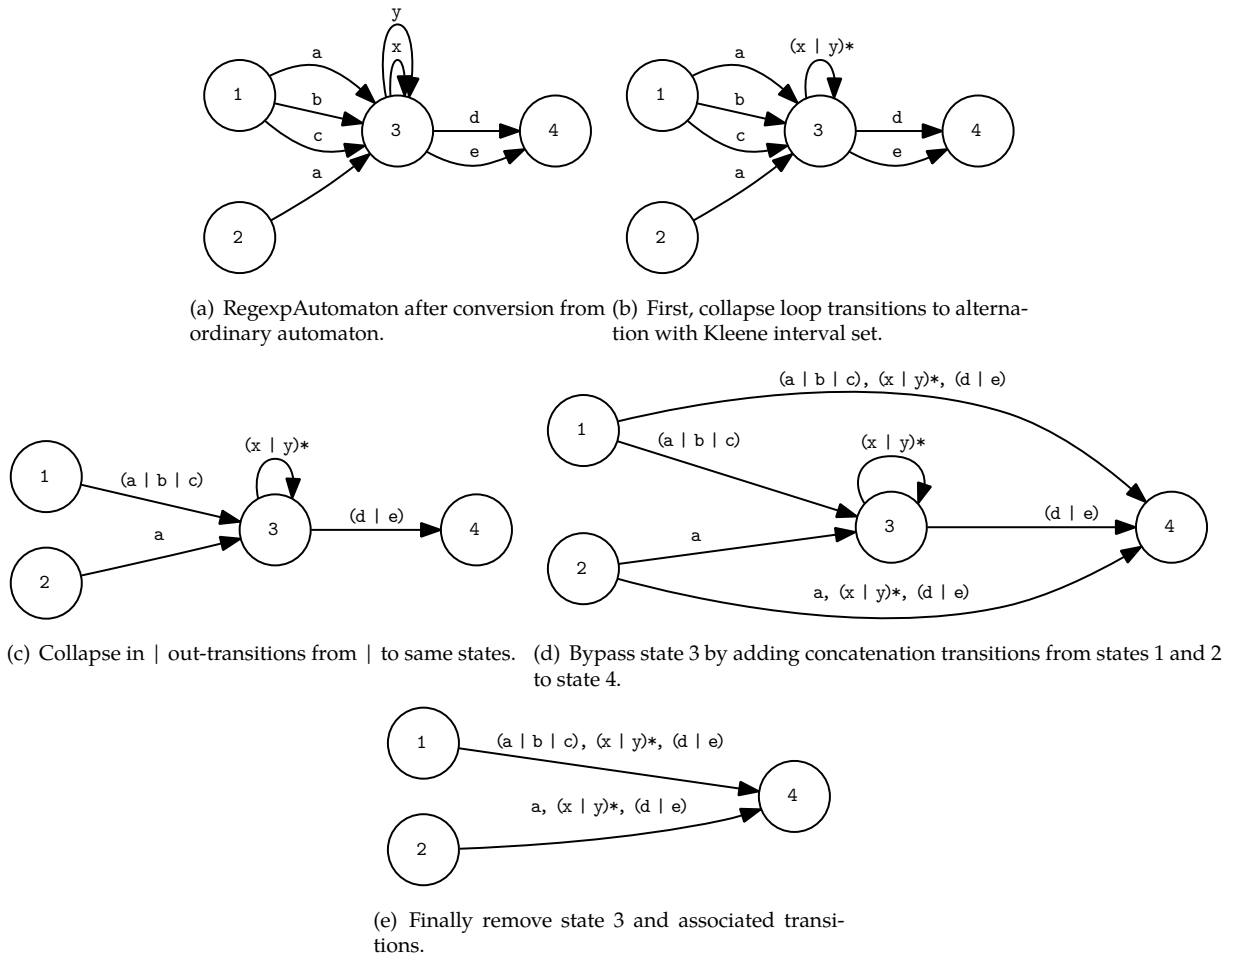 y
x
a
b
c
a
d
e
1
2
3
4
(x | y)*
a
b
c
a
d
e
1
2
3
4
(a) RegexpAutomaton after conversion from
ordinary automaton.
(b) First, collapse loop transitions to alterna-
tion with Kleene interval set.
(x | y)*
(a | b | c)
a
(d | e)
1
2
3
4
(a | b | c), (x | y)*, (d | e)
(a | b | c)
(x | y)*
(d | e)
a
a, (x | y)*, (d | e)
1
2
3
4
(c) Collapse in | out-transitions from | to same states.
(d) Bypass state 3 by adding concatenation transitions from states 1 and 2
to state 4.
1
(a | b | c), (x | y)*, (d | e)
4
a, (x | y)*, (d | e)
2
(e) Finally remove state 3 and associated transi-
tions.